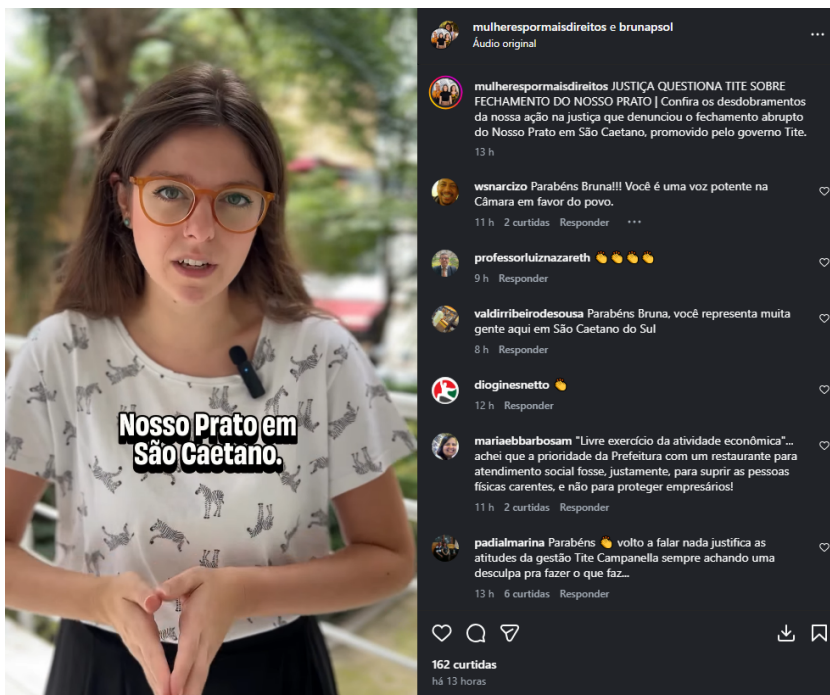 Nosso Prato em
São Caetano.
mulherespormaisdireitos e brunapsol
Áudio original
mulherespormaisdireitos JUSTIÇA QUESTIONA TITE SOBRE
FECHAMENTO DO NOSSO PRATO | Confira os desdobramentos
da nossa ação na justiça que denunciou o fechamento abrupto
do Nosso Prato em São Caetano, promovido pelo governo Tite.
13 h
wsnarcizo Parabéns Bruna!!! Você é uma voz potente na
Câmara em favor do povo.
11 h 2 curtidas Responder
professorluiznazareth 👏👏👏👏
9 h Responder
valdirribeirodesousa Parabéns Bruna, você representa muita
gente aqui em São Caetano do Sul
8 h Responder
dioginesnetto 👏
12 h Responder
mariaebbarbosam "Livre exercício da atividade econômica"...
achei que a prioridade da Prefeitura com um restaurante para
atendimento social fosse, justamente, para suprir as pessoas
físicas carentes, e não para proteger empresários!
11 h 2 curtidas Responder
padialmarina Parabéns 👏 volto a falar nada justifica as
atitudes da gestão Tite Campanella sempre achando uma
desculpa pra fazer o que faz...
13 h 6 curtidas Responder
162 curtidas
há 13 horas